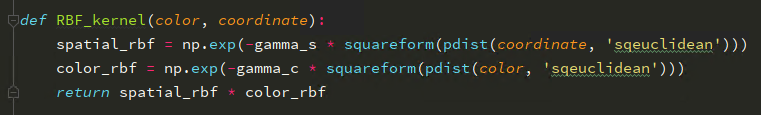 def RBF_kernel(color, coordinate):
    spatial_rbf = np.exp(-gamma_s * squareform(pdist(coordinate, 'sqeuclidean')))
    color_rbf = np.exp(-gamma_c * squareform(pdist(color, 'sqeuclidean')))
    return spatial_rbf * color_rbf